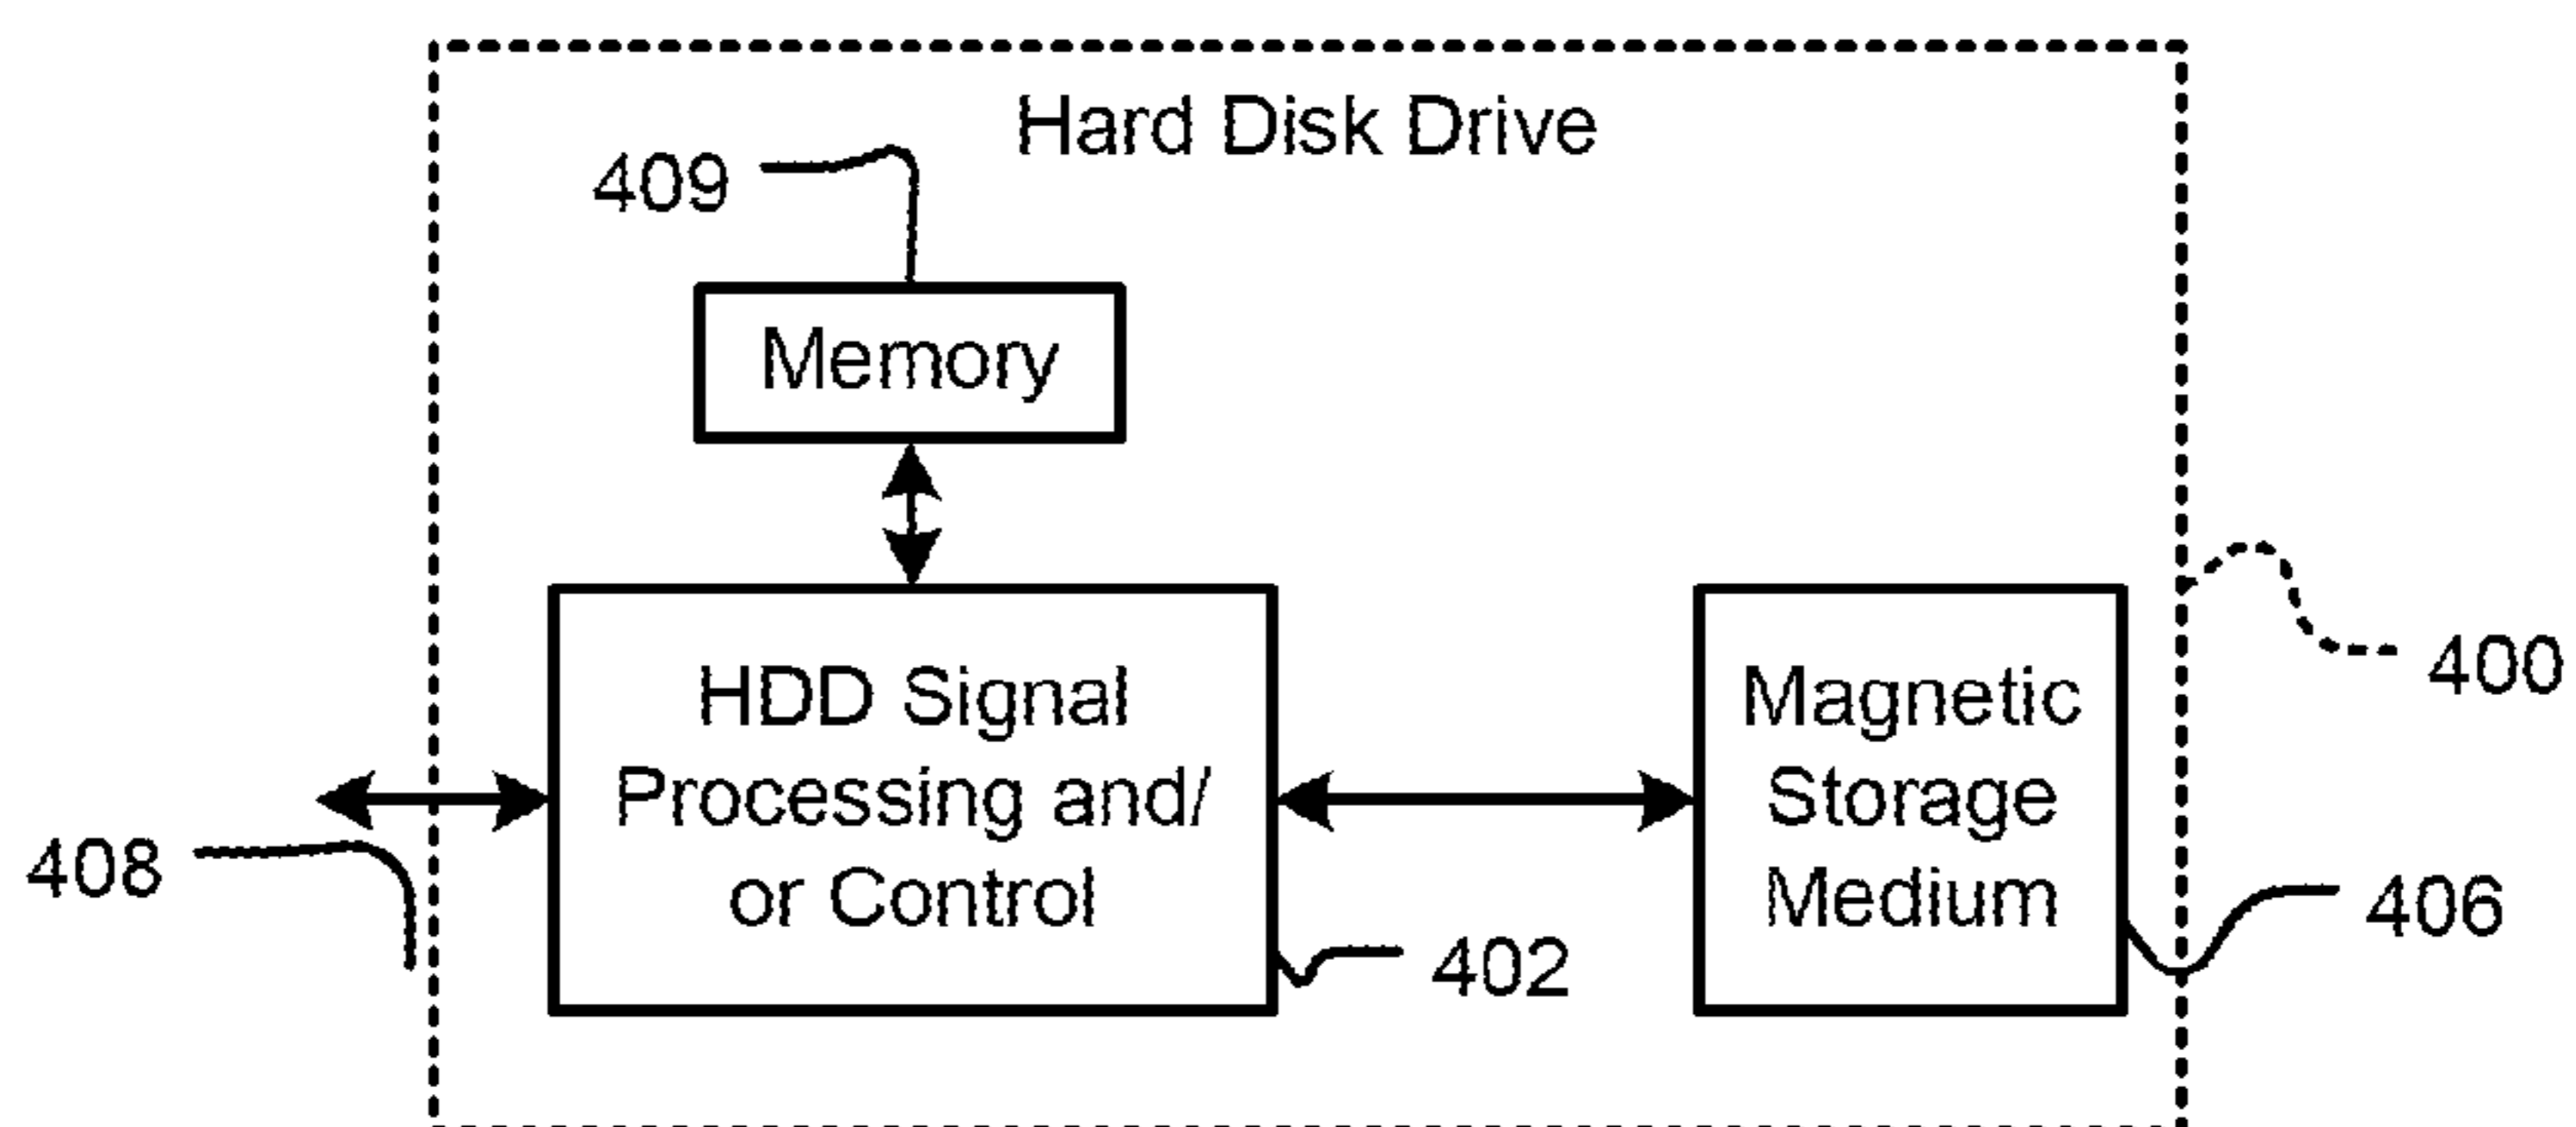 Hard Disk Drive
409
Memory
HDD Signal
Processing and/
or Control
Magnetic
Storage
Medium
400
408
406
402